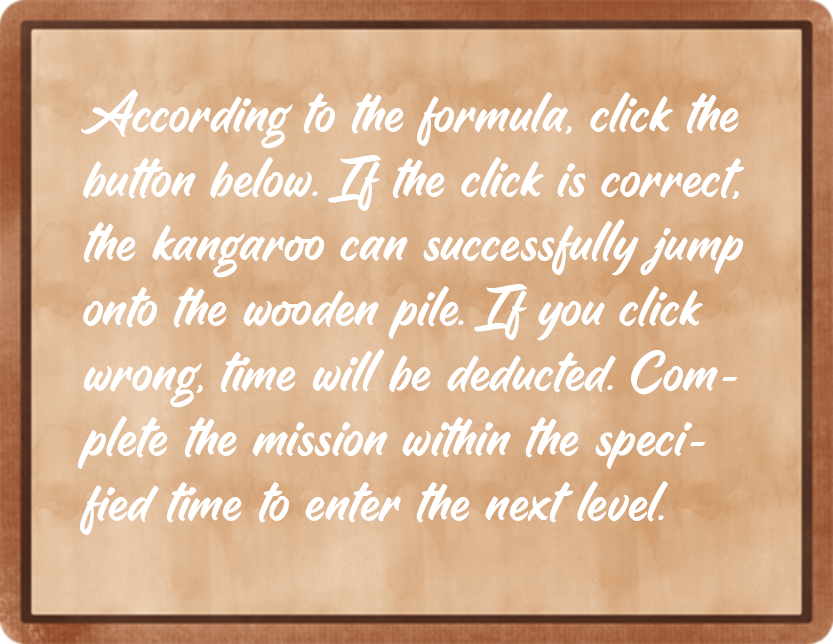 According to the formula, click the
button below. If the click is correct,
the kangaroo can successfully jump
onto the wooden pile. If you click
wrong, time will be deducted. Com-
plete the mission within the speci-
fied time to enter the next level.